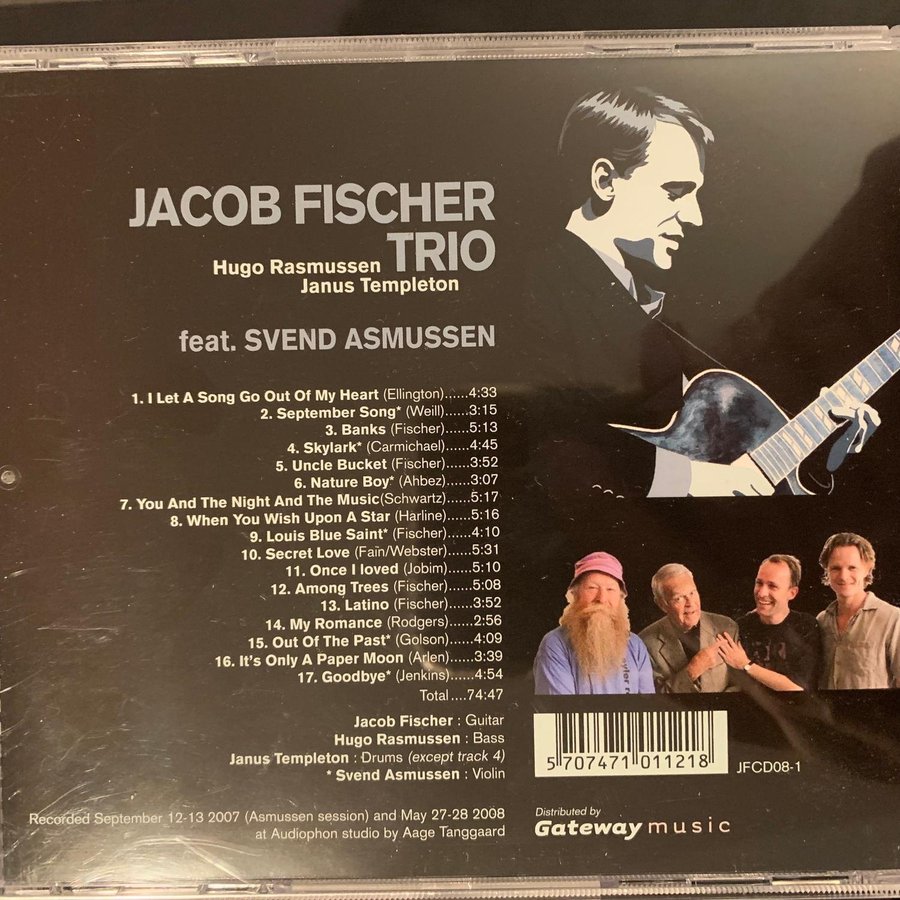 JACOB FISCHER
TRIO
Hugo Rasmussen
Janus Templeton
feat. SVEND ASMUSSEN
1. I Let A Song Go Out Of My Heart (Ellington)......4:33
2. September Song* (Weill)......3:15
3. Banks (Fischer)......5:13
4. Skylark* (Carmichael)......4:45
5. Uncle Bucket (Fischer)......3:52
6. Nature Boy* (Ahbez)......3:07
7. You And The Night And The Music(Schwartz)......5:17
8. When You Wish Upon A Star (Harline)......5:16
9. Louis Blue Saint* (Fischer)......4:10
10. Secret Love (Fain/Webster)......5:31
11. Once I loved (Jobim)......5:10
12. Among Trees (Fischer)......5:08
13. Latino (Fischer)......3:52
14. My Romance (Rodgers)......2:56
15. Out Of The Past* (Golson)......4:09
16. It's Only A Paper Moon (Arlen)......3:39
17. Goodbye* (Jenkins)......4:54
Total....74:47
Jacob Fischer : Guitar
Hugo Rasmussen : Bass
Janus Templeton : Drums (except track 4)
* Svend Asmussen : Violin
Recorded September 12-13 2007 (Asmussen session) and May 27-28 2008
at Audiophon studio by Aage Tanggaard
5 707471 011218
JFCD08-1
Distributed by
Gateway music